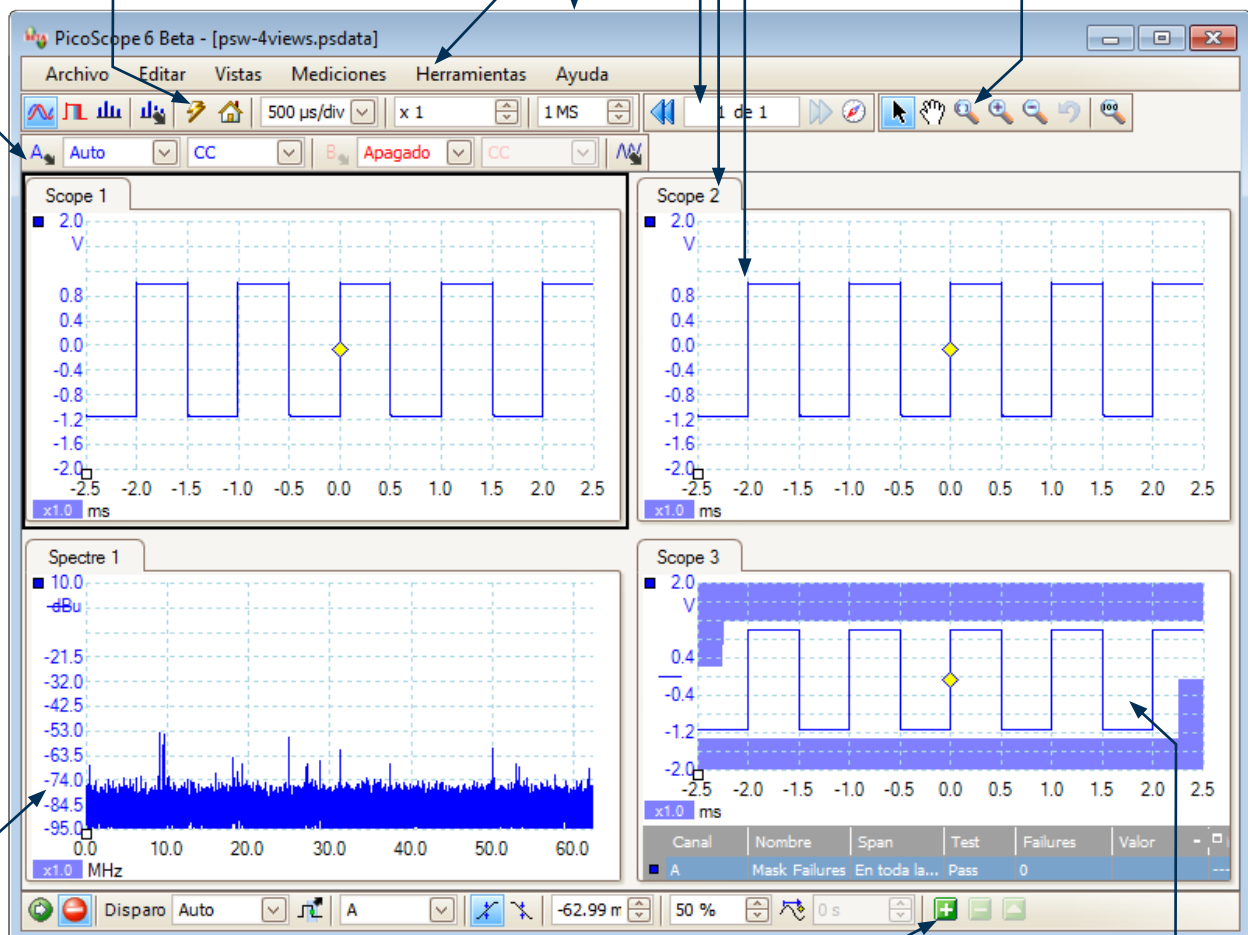 PicoScope 6 Beta - [psw-4views.psdata]
Archivo Editar Vistas Mediciones Herramientas Ayuda
500 µs/div x 1 1 MS 1 de 1 100
A Auto CC B Apagado CC
Scope 1
2.0
V
0.8
0.4
0.0
-0.4
-0.8
-1.2
-1.6
-2.0
-2.5 -2.0 -1.5 -1.0 -0.5 0.0 0.5 1.0 1.5 2.0 2.5
x1.0 ms
Scope 2
2.0
V
0.8
0.4
0.0
-0.4
-0.8
-1.2
-1.6
-2.0
-2.5 -2.0 -1.5 -1.0 -0.5 0.0 0.5 1.0 1.5 2.0 2.5
x1.0 ms
Spectre 1
10.0
dBu
-21.5
-32.0
-42.5
-53.0
-63.5
-74.0
-84.5
-95.0
0.0 10.0 20.0 30.0 40.0 50.0 60.0
x1.0 MHz
Scope 3
2.0
V
0.4
-0.4
-1.2
-2.0
-2.5 -2.0 -1.5 -1.0 -0.5 0.0 0.5 1.0 1.5 2.0 2.5
x1.0 ms
Canal Nombre Span Test Failures Valor
A Mask Failures En toda la... Pass 0 ---
Disparo Auto A -62.99 m 50 % 0 s